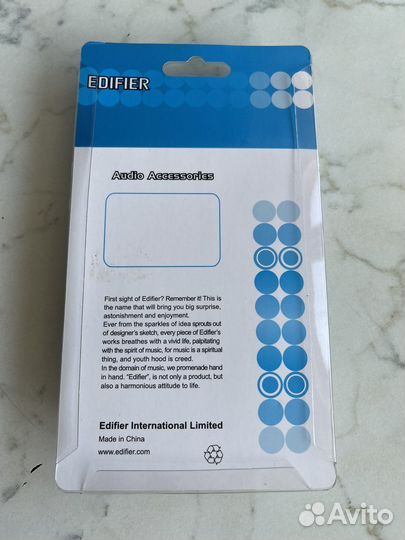 EDIFIER
Audio Accessories
First sight of Edifier? Remember it! This is
the name that will bring you big surprise,
astonishment and enjoyment.
Ever from the sparkles of idea sprouts out
of designer's sketch, every piece of Edifier's
works breathes with a vivid life, palpitating
with the spirit of music, for music is a spiritual
thing, and youth hood is creed.
In the domain of music, we promenade hand
in hand. "Edifier", is not only a product, but
also a harmonious attitude to life.
Edifier International Limited
Made in China
www.edifier.com
Avito